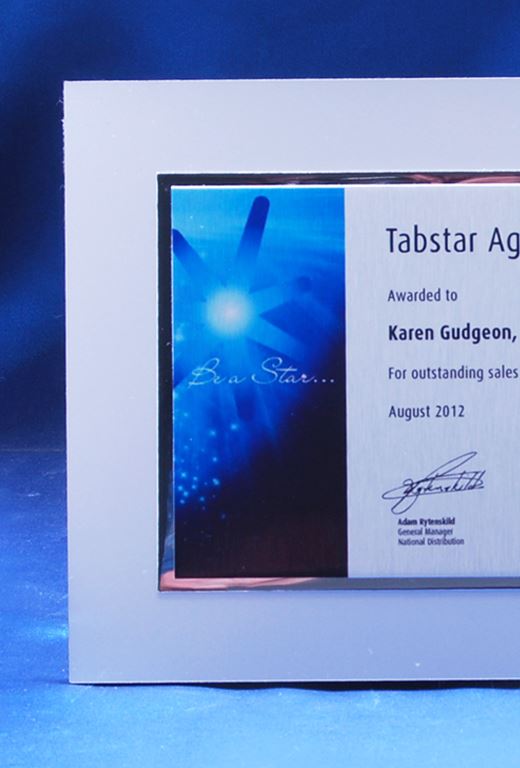 Tabstar Ag
Awarded to
Karen Gudgeon,
For outstanding sales
August 2012
Be a Star...
Adam Rytenskild
General Manager
National Distribution